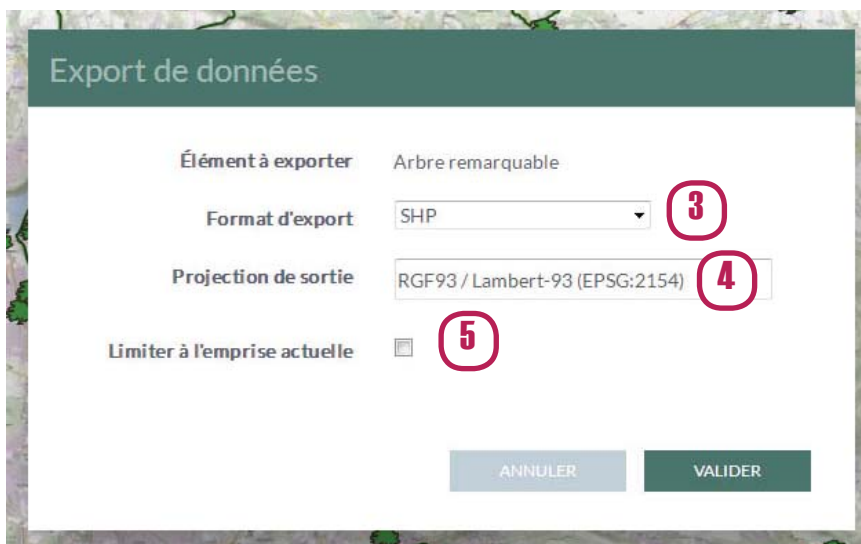 Export de données
Élément à exporter Arbre remarquable
Format d'export SHP 3
Projection de sortie RGF93 / Lambert-93 (EPSG:2154) 4
Limiter à l'emprise actuelle 5
ANNULER VALIDER